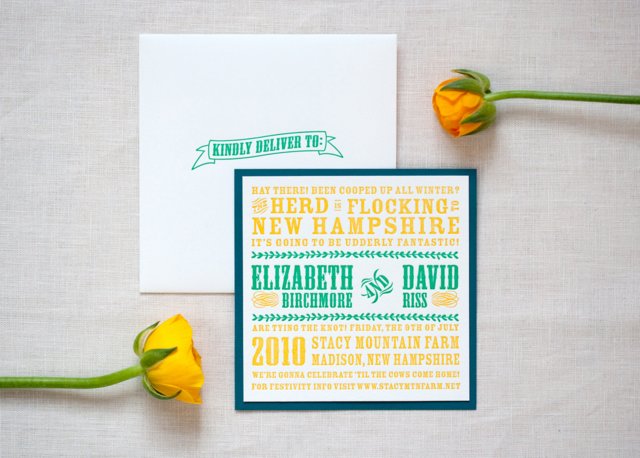 KINDLY DELIVER TO:
HAY THERE! BEEN COOPED UP ALL WINTER?
THE HERD IS FLOCKING TO
NEW HAMPSHIRE
IT'S GOING TO BE UDDERLY FANTASTIC!
ELIZABETH AND DAVID
BIRCHMORE RISS
ARE TYING THE KNOT! FRIDAY, THE 9TH OF JULY
2010 STACY MOUNTAIN FARM
MADISON, NEW HAMPSHIRE
WE'RE GONNA CELEBRATE 'TIL THE COWS COME HOME!
FOR FESTIVITY INFO VISIT WWW.STACYMTNFARM.NET